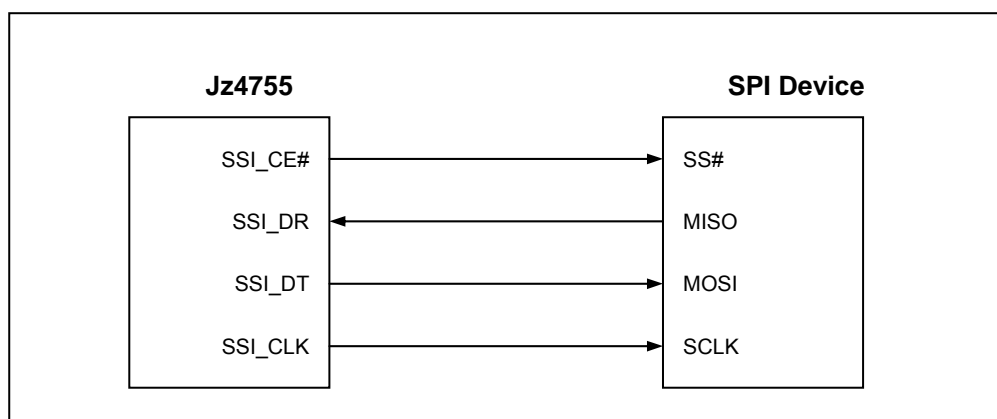 Jz4755 SPI Device
SSI_CE# SS#
SSI_DR MISO
SSI_DT MOSI
SSI_CLK SCLK